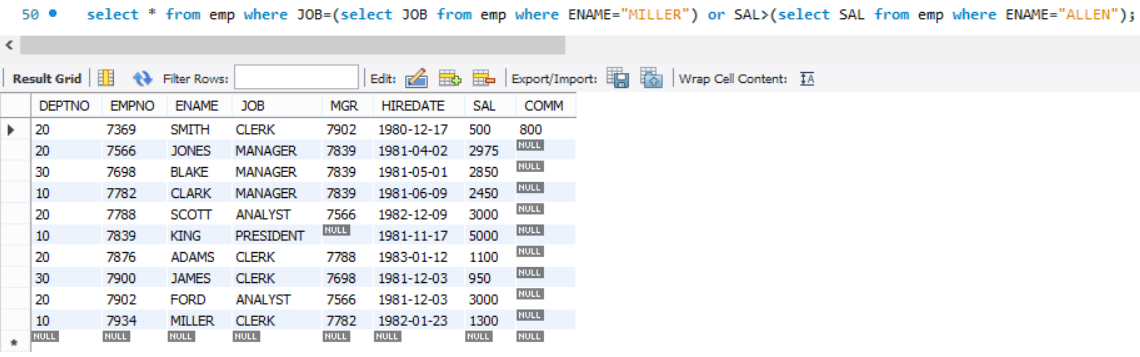 50 select * from emp where JOB=(select JOB from emp where ENAME="MILLER") or SAL>(select SAL from emp where ENAME="ALLEN");
Result Grid Filter Rows: Edit: Export/Import: Wrap Cell Content: IA
DEPTNO EMPNO ENAME JOB MGR HIREDATE SAL COMM
20 7369 SMITH CLERK 7902 1980-12-17 500 800
20 7566 JONES MANAGER 7839 1981-04-02 2975 NULL
30 7698 BLAKE MANAGER 7839 1981-05-01 2850 NULL
10 7782 CLARK MANAGER 7839 1981-06-09 2450 NULL
20 7788 SCOTT ANALYST 7566 1982-12-09 3000 NULL
10 7839 KING PRESIDENT NULL 1981-11-17 5000 NULL
20 7876 ADAMS CLERK 7788 1983-01-12 1100 NULL
30 7900 JAMES CLERK 7698 1981-12-03 950 NULL
20 7902 FORD ANALYST 7566 1981-12-03 3000 NULL
10 7934 MILLER CLERK 7782 1982-01-23 1300 NULL
NULL NULL NULL NULL NULL NULL NULL NULL